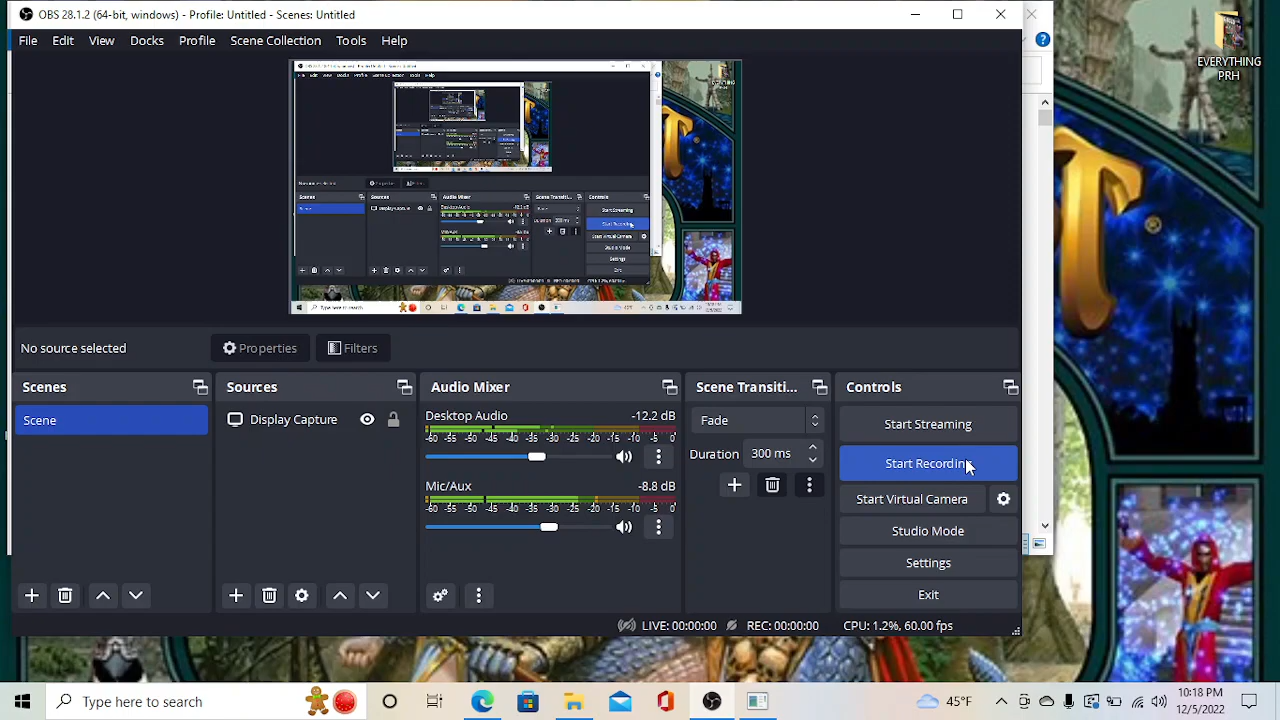 OBS 28.1.2 (64-bit, windows) - Profile: Untitled - Scenes: Untitled
File Edit View Docks Profile Scene Collection Tools Help
EVERYTHING
PRH
No source selected Properties Filters
Scenes Sources Audio Mixer Scene Transiti... Controls
Scene
Display Capture
Desktop Audio -12.2 dB
-60 -55 -50 -45 -40 -35 -30 -25 -20 -15 -10 -5 0
Mic/Aux -8.8 dB
-60 -55 -50 -45 -40 -35 -30 -25 -20 -15 -10 -5 0
Fade
Duration 300 ms
Start Streaming
Start Recording
Start Virtual Camera
Studio Mode
Settings
Exit
LIVE: 00:00:00 REC: 00:00:00 CPU: 1.2%, 60.00 fps
Type here to search
4°F
10:18 PM
12/5/2022